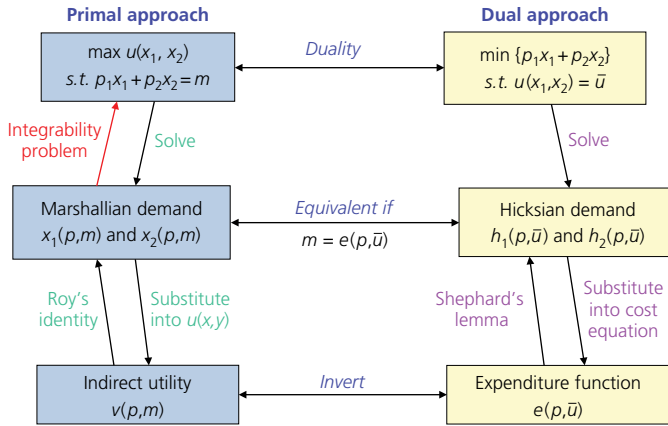 Primal approach
Dual approach
max u(x₁, x₂)
s.t. p₁x₁ + p₂x₂ = m
Duality
min {p₁x₁ + p₂x₂}
s.t. u(x₁,x₂) = ū
Integrability
problem
Solve
Solve
Marshallian demand
x₁(p,m) and x₂(p,m)
Equivalent if
m = e(p,ū)
Hicksian demand
h₁(p,ū) and h₂(p,ū)
Roy's
identity
Substitute
into u(x,y)
Shephard's
lemma
Substitute
into cost
equation
Indirect utility
v(p,m)
Invert
Expenditure function
e(p,ū)